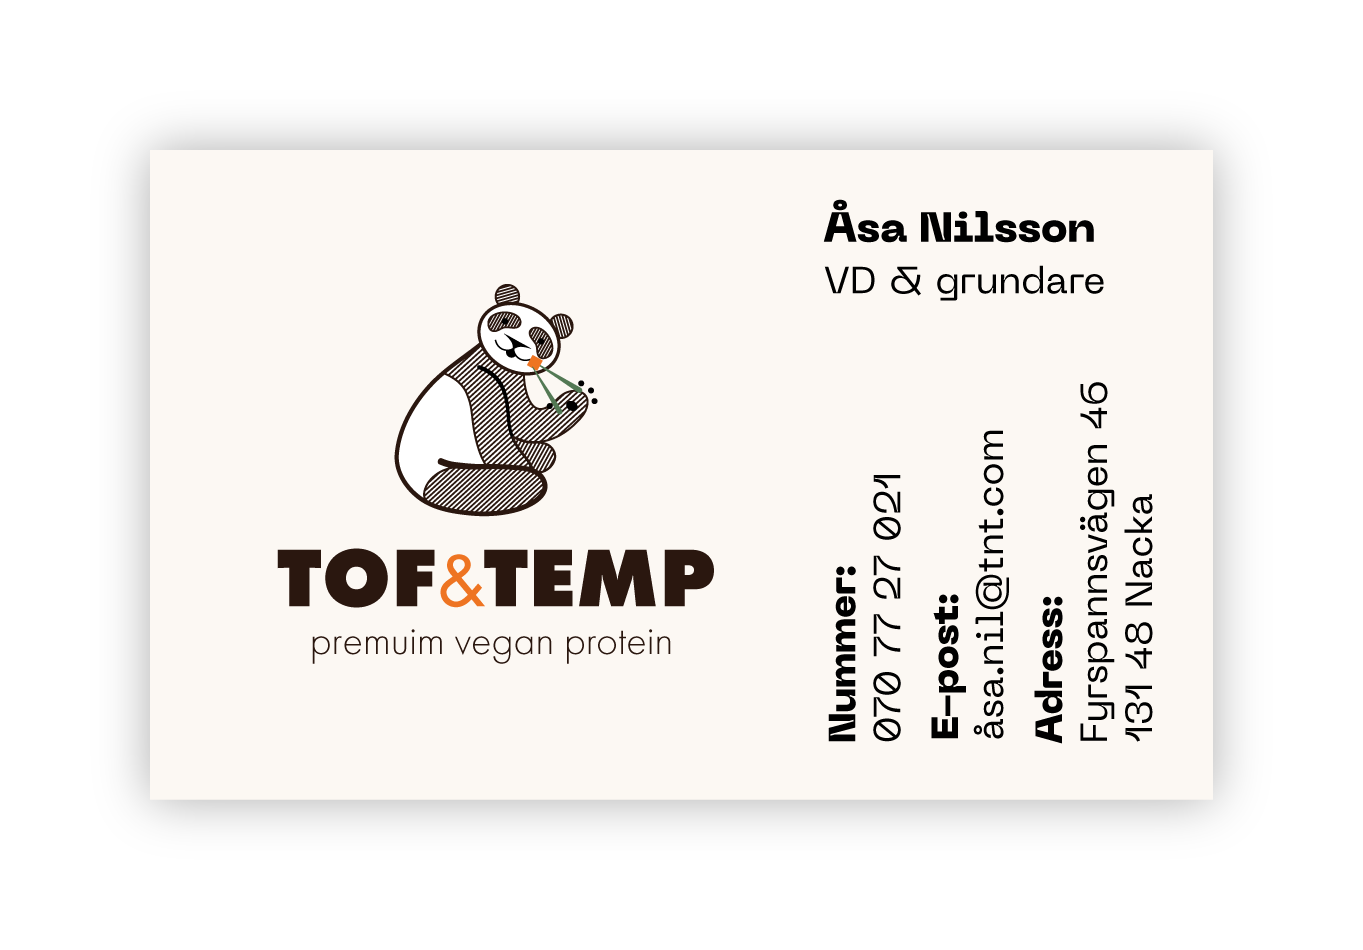 TOF&TEMP
premuim vegan protein
Åsa Nilsson
VD & grundare
Nummer:
070 77 27 021
E-post:
åsa.nil@tnt.com
Adress:
Fyrspannsvägen 46
131 48 Nacka